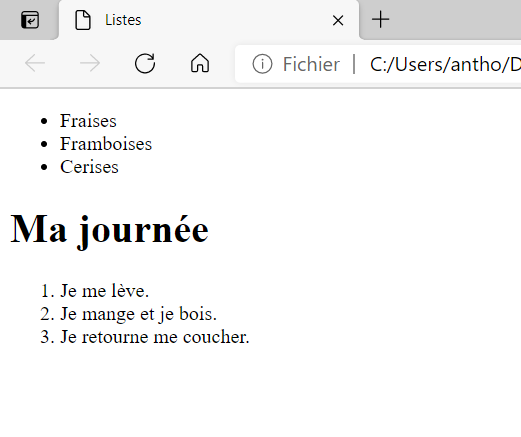 Listes
Fichier | C:/Users/antho/D
Fraises
Framboises
Cerises
Ma journée
1. Je me lève.
2. Je mange et je bois.
3. Je retourne me coucher.